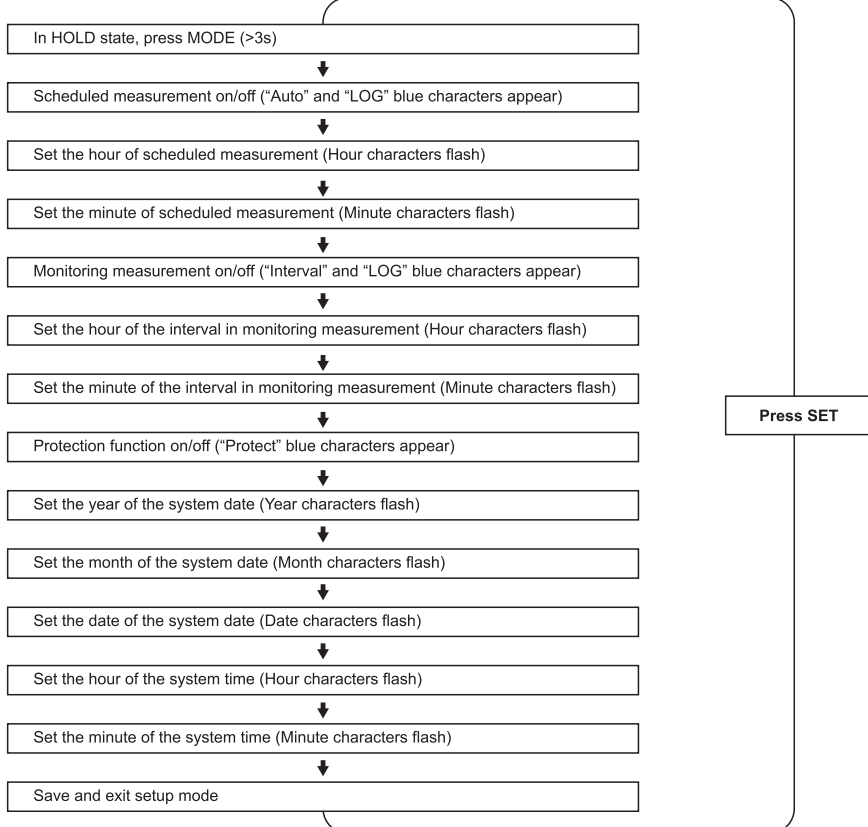 In HOLD state, press MODE (>3s)
Scheduled measurement on/off (“Auto” and “LOG” blue characters appear)
Set the hour of scheduled measurement (Hour characters flash)
Set the minute of scheduled measurement (Minute characters flash)
Monitoring measurement on/off (“Interval” and “LOG” blue characters appear)
Set the hour of the interval in monitoring measurement (Hour characters flash)
Set the minute of the interval in monitoring measurement (Minute characters flash)
Press SET
Protection function on/off (“Protect” blue characters appear)
Set the year of the system date (Year characters flash)
Set the month of the system date (Month characters flash)
Set the date of the system date (Date characters flash)
Set the hour of the system time (Hour characters flash)
Set the minute of the system time (Minute characters flash)
Save and exit setup mode